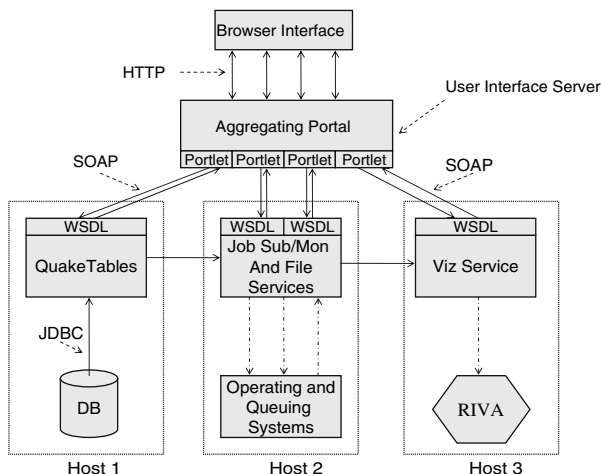 Browser Interface
HTTP
User Interface Server
Aggregating Portal
Portlet Portlet Portlet Portlet
SOAP
SOAP
WSDL
QuakeTables
WSDL WSDL
Job Sub/Mon
And File
Services
WSDL
Viz Service
JDBC
DB
Operating and
Queuing
Systems
RIVA
Host 1
Host 2
Host 3